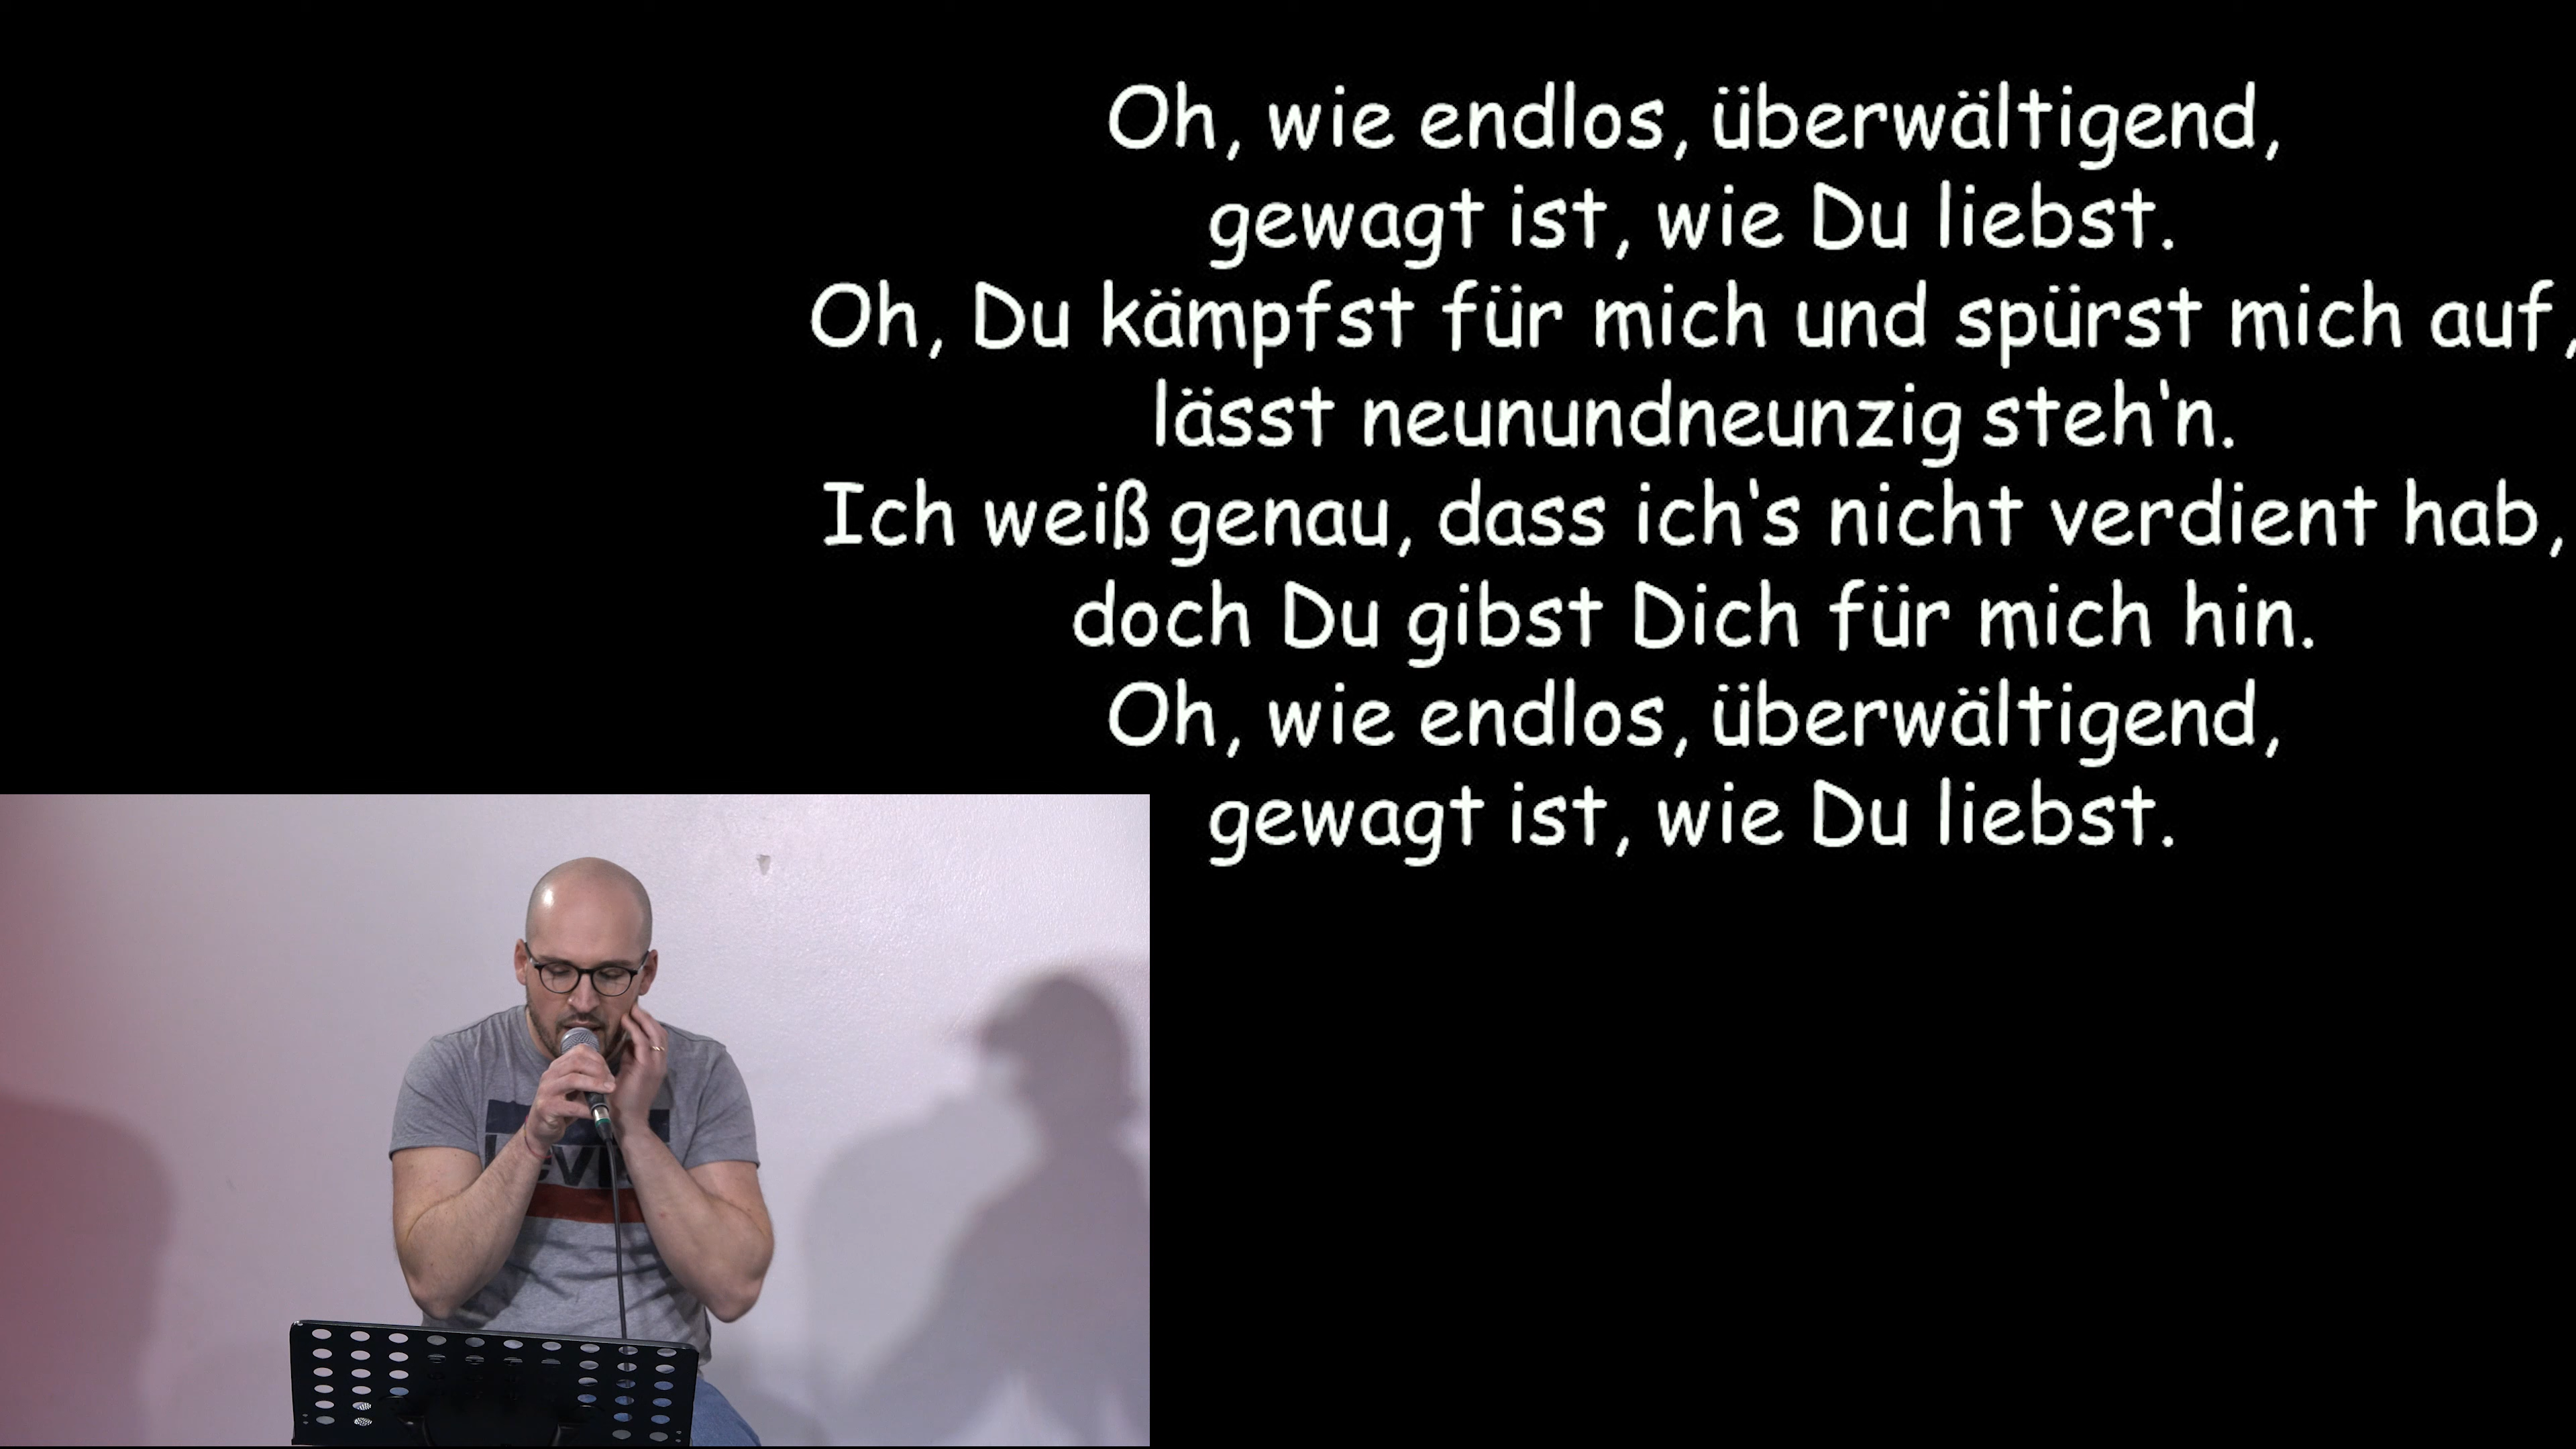 Oh, wie endlos, überwältigend,
gewagt ist, wie Du liebst.
Oh, Du kämpfst für mich und spürst mich auf,
lässt neunundneunzig steh'n.
Ich weiß genau, dass ich's nicht verdient hab,
doch Du gibst Dich für mich hin.
Oh, wie endlos, überwältigend,
gewagt ist, wie Du liebst.